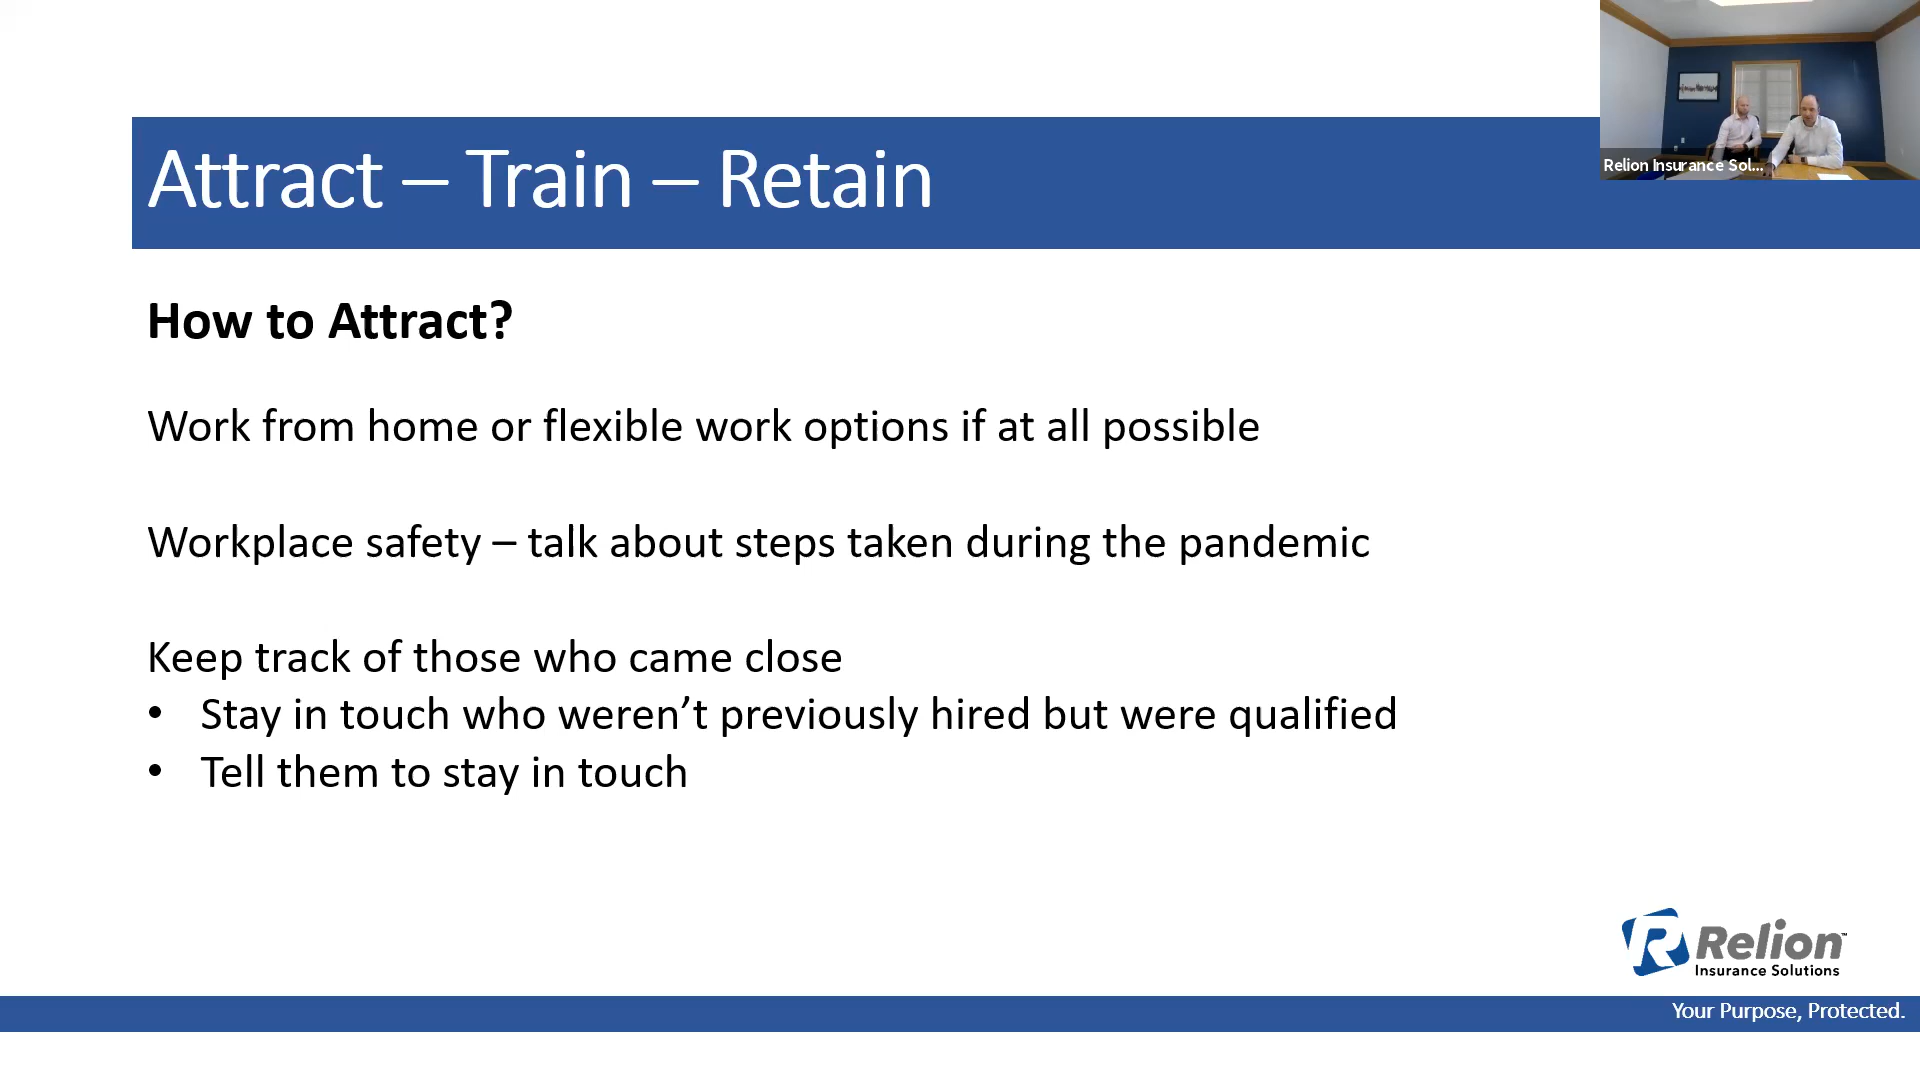 Attract – Train – Retain
Relion Insurance Sol...
How to Attract?
Work from home or flexible work options if at all possible
Workplace safety – talk about steps taken during the pandemic
Keep track of those who came close
• Stay in touch who weren’t previously hired but were qualified
• Tell them to stay in touch
Relion™
Insurance Solutions
Your Purpose, Protected.